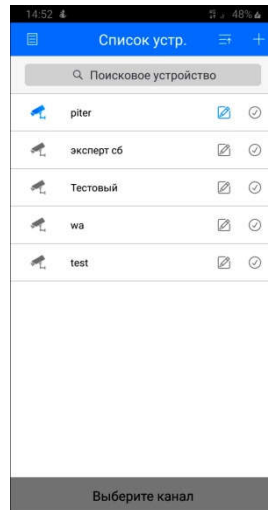 14:52 48%
Список устр.
Поисковое устройство
piter
эксперт сб
Тестовый
wa
test
Выберите канал